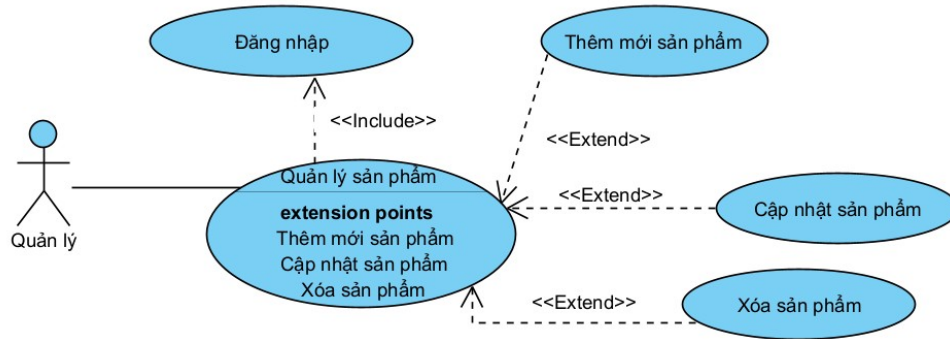 Đăng nhập
Thêm mới sản phẩm
<<Include>>
<<Extend>>
Quản lý sản phẩm
<<Extend>>
Cập nhật sản phẩm
extension points
Thêm mới sản phẩm
Cập nhật sản phẩm
Xóa sản phẩm
Quản lý
<<Extend>>
Xóa sản phẩm